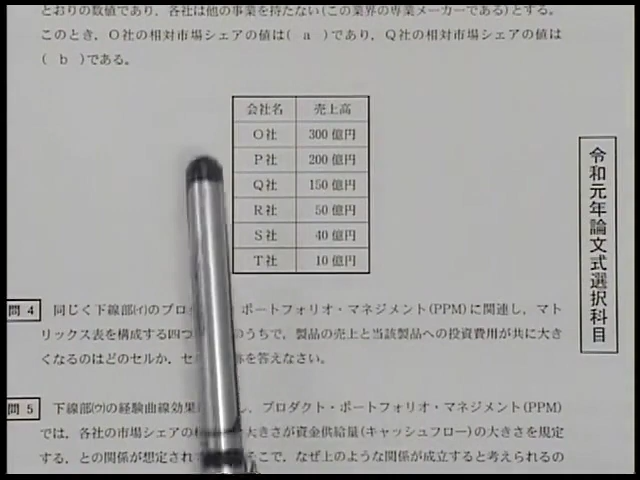 とおりの数値であり、各社は他の事業を持たない(この業界の専業メーカーである)とする。
このとき、O社の相対市場シェアの値は( a )であり、Q社の相対市場シェアの値は
( b )である。
会社名 売上高
O社 300億円
P社 200億円
Q社 150億円
R社 50億円
S社 40億円
T社 10億円
令和元年論文式選択科目
問4 同じく下線部(イ)のプロ ポートフォリオ・マネジメント(PPM)に関連し、マト
リックス表を構成する四つ のうちで、製品の売上と当該製品への投資費用が共に大き
くなるのはどのセルか、セ 称を答えなさい。
問5 下線部(ウ)の経験曲線効果 し、プロダクト・ポートフォリオ・マネジメント(PPM)
では、各社の市場シェアの 大きさが資金供給量(キャッシュフロー)の大きさを規定
する、との関係が想定され そこで、なぜ上のような関係が成立すると考えられるの